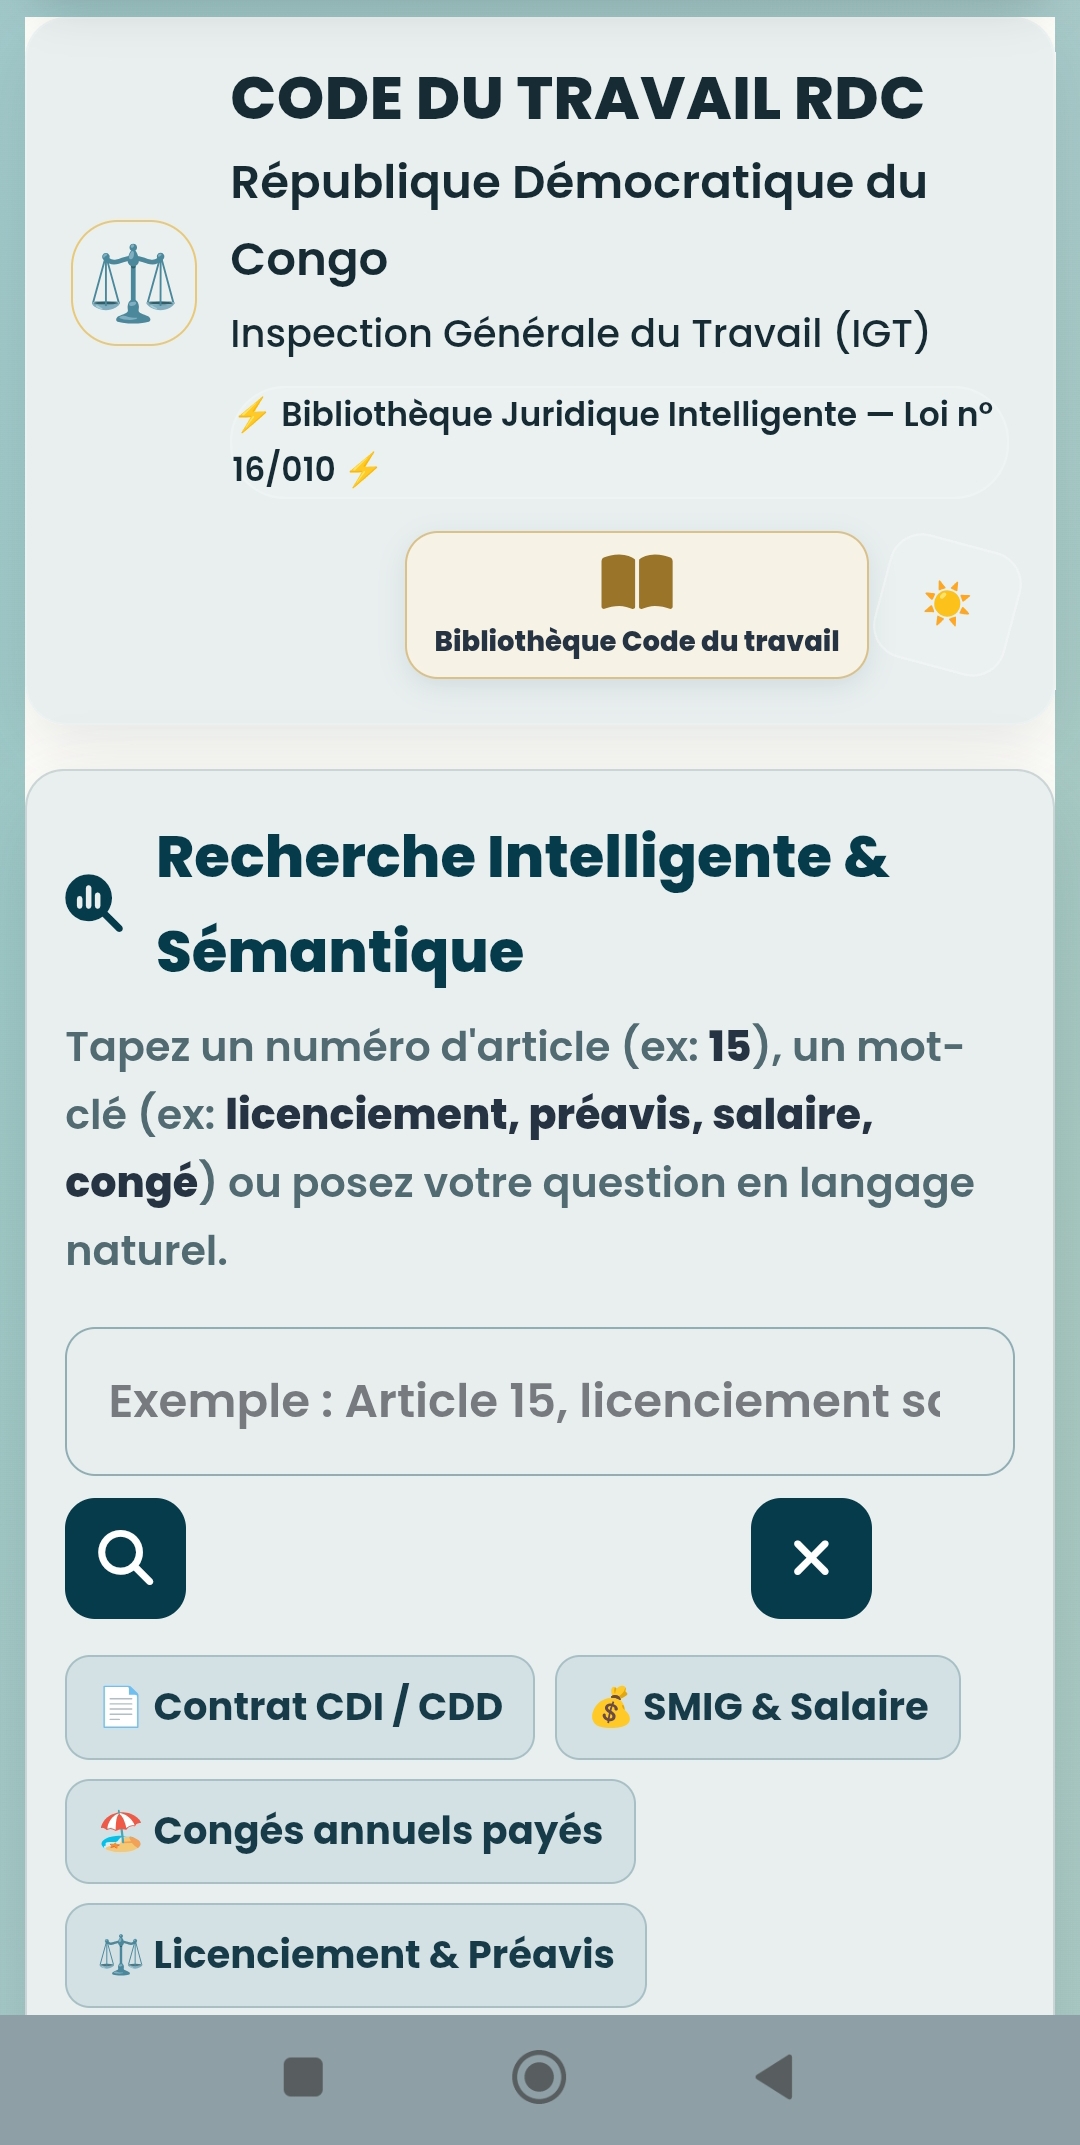 CODE DU TRAVAIL RDC
République Démocratique du
Congo
Inspection Générale du Travail (IGT)
⚡ Bibliothèque Juridique Intelligente — Loi n°
16/010 ⚡
Bibliothèque Code du travail
Recherche Intelligente &
Sémantique
Tapez un numéro d'article (ex: 15), un mot-
clé (ex: licenciement, préavis, salaire,
congé) ou posez votre question en langage
naturel.
Exemple : Article 15, licenciement
Contrat CDI / CDD
SMIG & Salaire
Congés annuels payés
Licenciement & Préavis